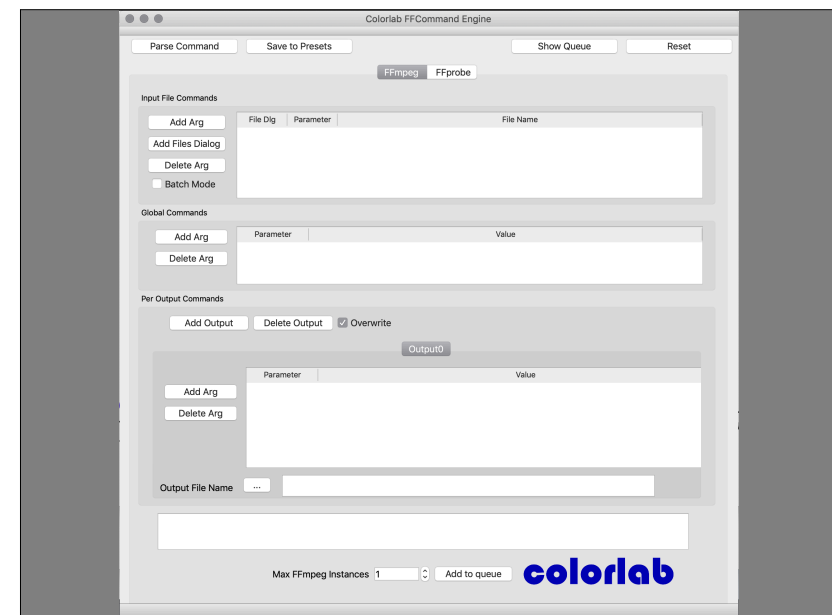 Colorlab FFCommand Engine
Parse Command Save to Presets Show Queue Reset
FFmpeg FFprobe
Input File Commands
Add Arg File Dlg Parameter File Name
Add Files Dialog
Delete Arg
Batch Mode
Global Commands
Add Arg Parameter Value
Delete Arg
Per Output Commands
Add Output Delete Output Overwrite
Output0
Parameter Value
Add Arg
Delete Arg
Output File Name ...
Max FFmpeg Instances 1 Add to queue colorlab